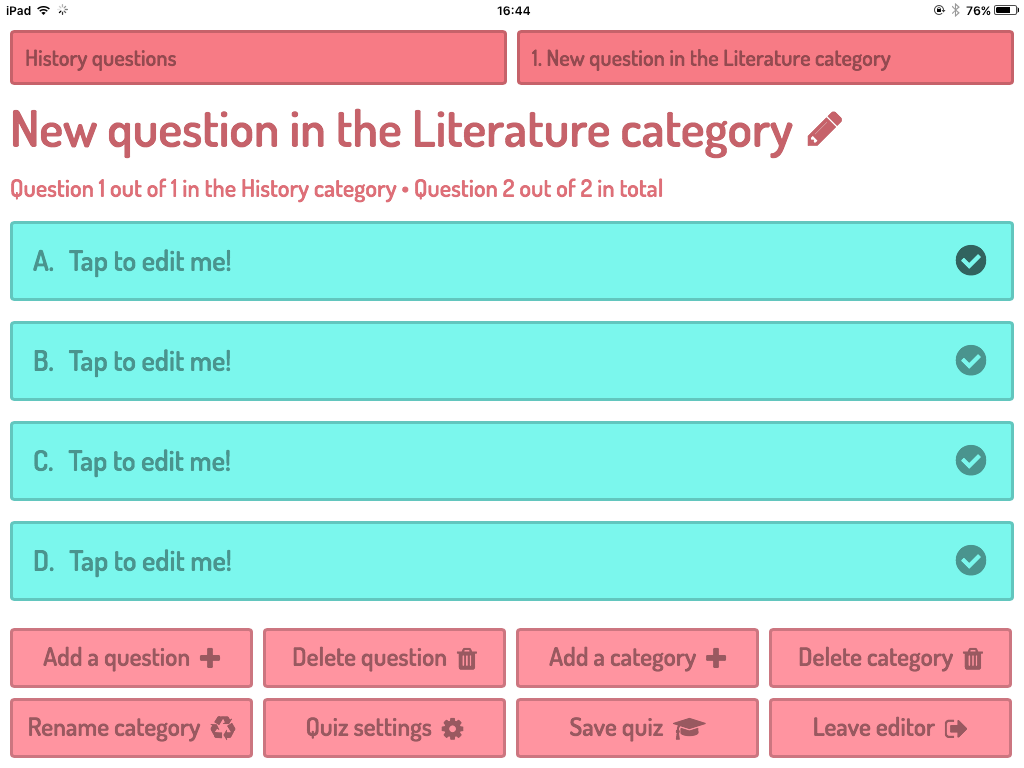 iPad 16:44 76%
History questions 1. New question in the Literature category
New question in the Literature category
Question 1 out of 1 in the History category • Question 2 out of 2 in total
A. Tap to edit me!
B. Tap to edit me!
C. Tap to edit me!
D. Tap to edit me!
Add a question Delete question Add a category Delete category
Rename category Quiz settings Save quiz Leave editor